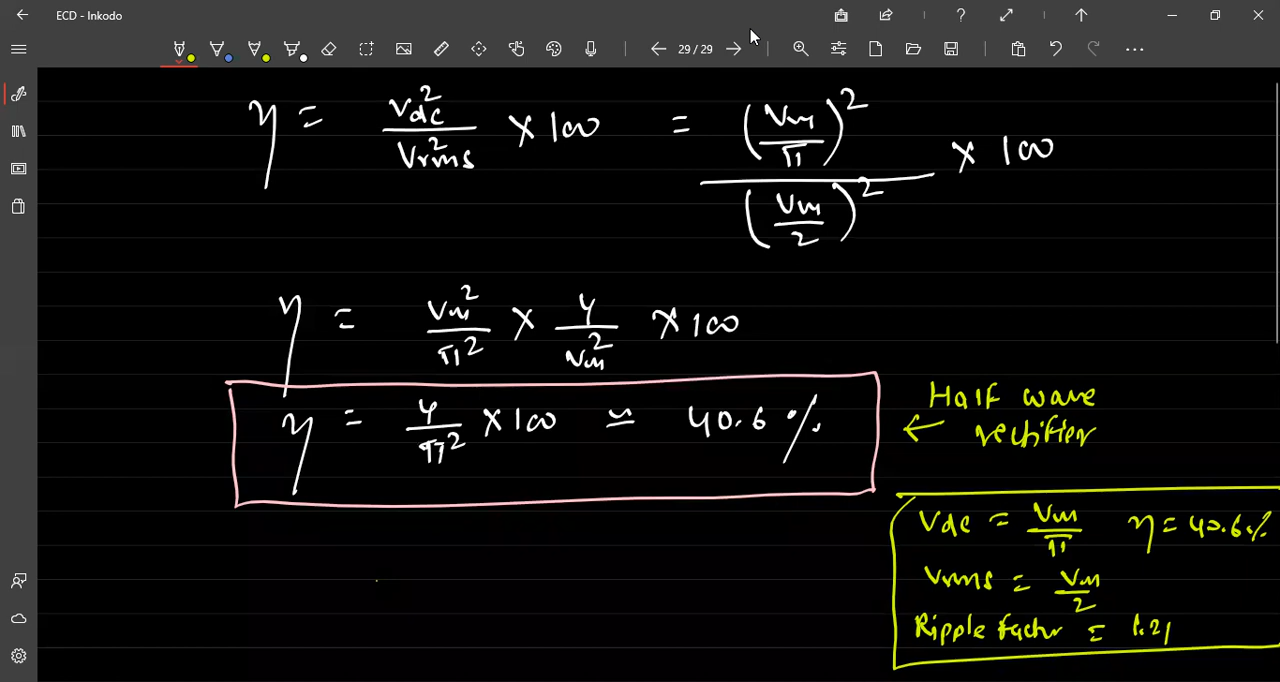 ECD - Inkodo
29 / 29
η = Vdc² / Vrms² × 100 = (Vm/π)² / (Vm/2)² × 100
η = Vm²/π² × 4/Vm² × 100
η = 4/π² × 100 ≃ 40.6 %
← Half wave
rectifier
Vdc = Vm/π η = 40.6%
Vrms = Vm/2
Ripple factor = 1.21